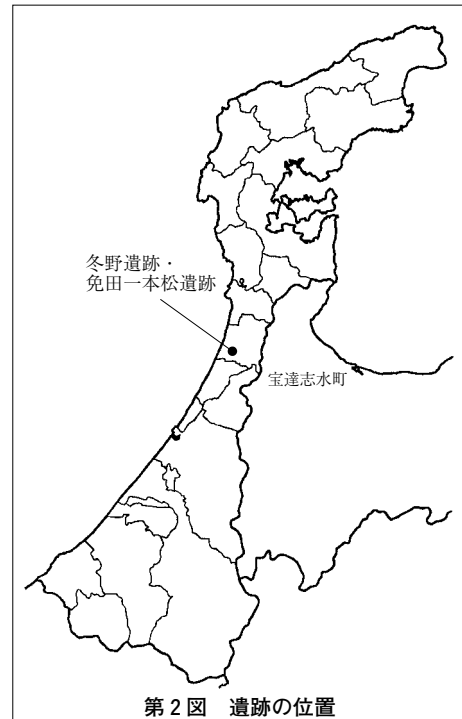 冬野遺跡・
免田一本松遺跡
宝達志水町
第2図　遺跡の位置